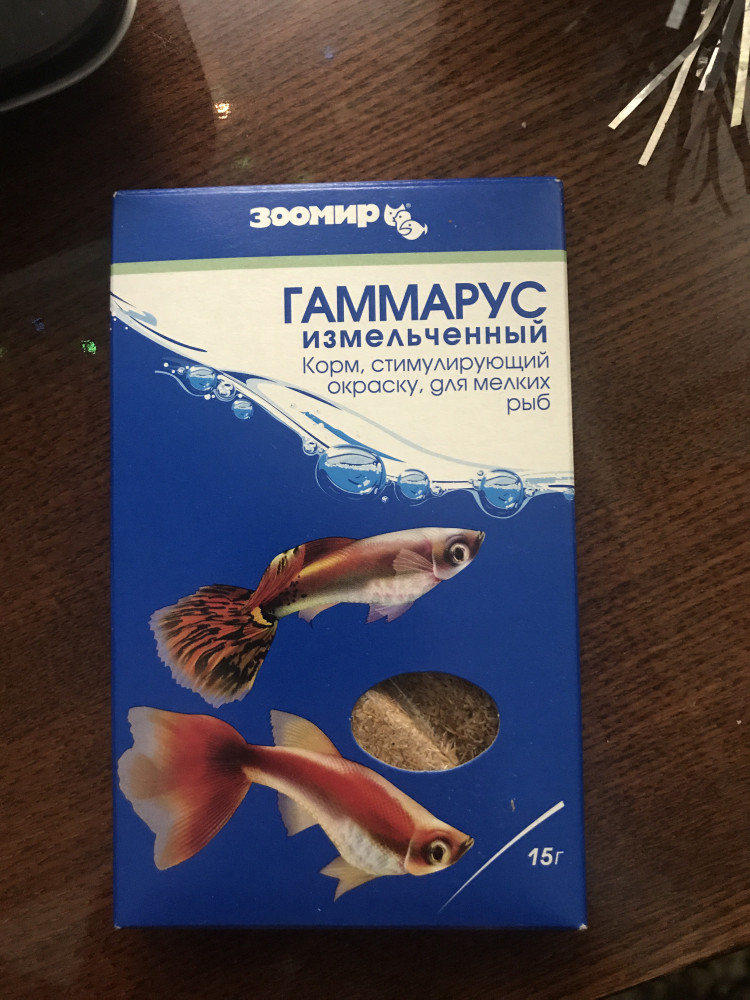 ЗООМИР
ГАММАРУС
измельченный
Корм, стимулирующий
окраску, для мелких
рыб
15г